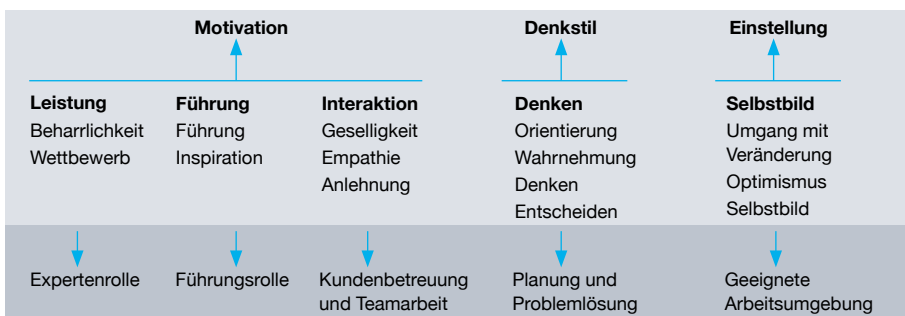 Motivation
Denkstil
Einstellung
Leistung
Beharrlichkeit
Wettbewerb
Führung
Führung
Inspiration
Interaktion
Geselligkeit
Empathie
Anlehnung
Denken
Orientierung
Wahrnehmung
Denken
Entscheiden
Selbstbild
Umgang mit
Veränderung
Optimismus
Selbstbild
Expertenrolle
Führungsrolle
Kundenbetreuung
und Teamarbeit
Planung und
Problemlösung
Geeignete
Arbeitsumgebung